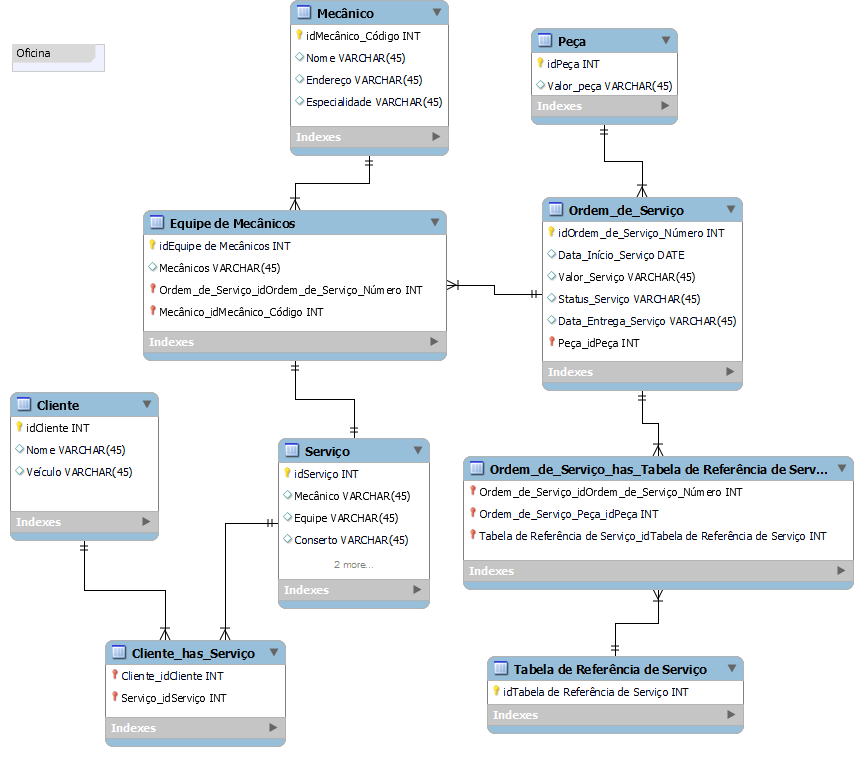 Oficina
Mecânico
idMecânico_Código INT
Nome VARCHAR(45)
Endereço VARCHAR(45)
Especialidade VARCHAR(45)
Indexes
Peça
idPeça INT
Valor_peça VARCHAR(45)
Indexes
Equipe de Mecânicos
idEquipe de Mecânicos INT
Mecânicos VARCHAR(45)
Ordem_de_Serviço_idOrdem_de_Serviço_Número INT
Mecânico_idMecânico_Código INT
Indexes
Ordem_de_Serviço
idOrdem_de_Serviço_Número INT
Data_Início_Serviço DATE
Valor_Serviço VARCHAR(45)
Status_Serviço VARCHAR(45)
Data_Entrega_Serviço VARCHAR(45)
Peça_idPeça INT
Indexes
Cliente
idCliente INT
Nome VARCHAR(45)
Veículo VARCHAR(45)
Indexes
Serviço
idServiço INT
Mecânico VARCHAR(45)
Equipe VARCHAR(45)
Conserto VARCHAR(45)
2 more...
Indexes
Ordem_de_Serviço_has_Tabela de Referência de Serv...
Ordem_de_Serviço_idOrdem_de_Serviço_Número INT
Ordem_de_Serviço_Peça_idPeça INT
Tabela de Referência de Serviço_idTabela de Referência de Serviço INT
Indexes
Cliente_has_Serviço
Cliente_idCliente INT
Serviço_idServiço INT
Indexes
Tabela de Referência de Serviço
idTabela de Referência de Serviço INT
Indexes